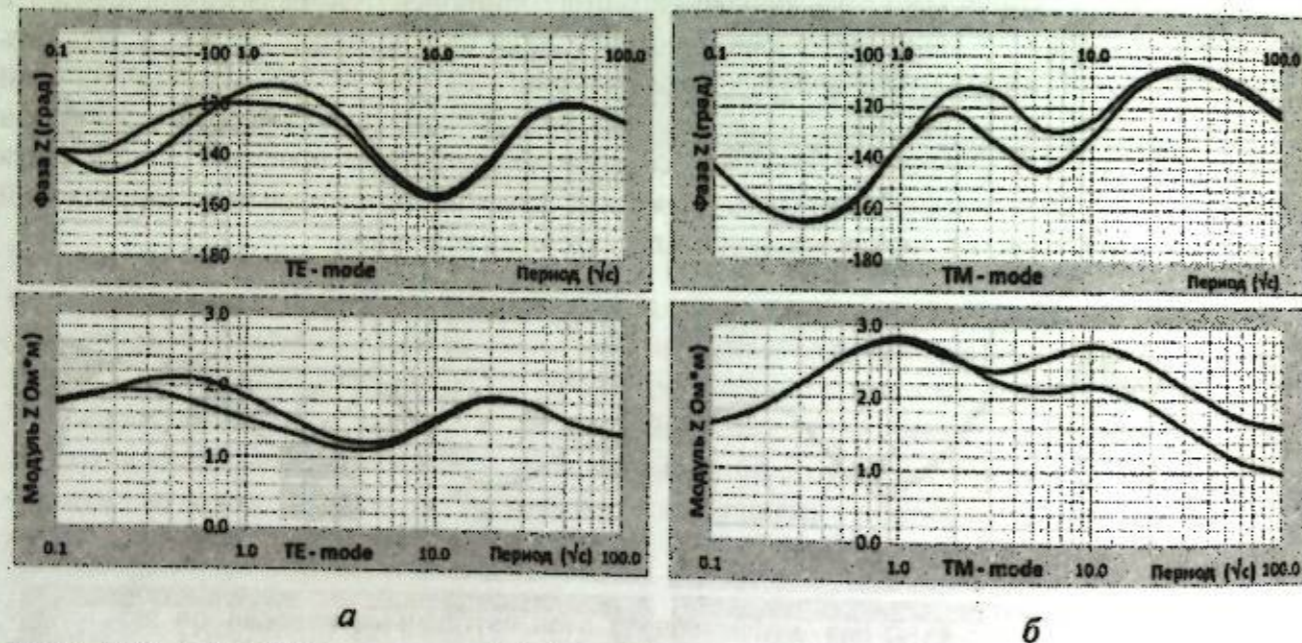 0.1 -100 1.0 10.0 100.0
Фаза Z (град)
-120
-140
-160
-180
TE - mode Период (√c)
3.0
Модуль Z Ом*м
2.0
1.0
0.0
0.1 1.0 TE - mode 10.0 Период (√c) 100.0
а
0.1 -100 1.0 10.0 100.0
Фаза Z (град)
-120
-140
-160
-180
TM - mode Период (√c)
3.0
Модуль Z Ом*м
2.0
1.0
0.0
0.1 1.0 TM - mode 10.0 Период (√c) 100.0
б